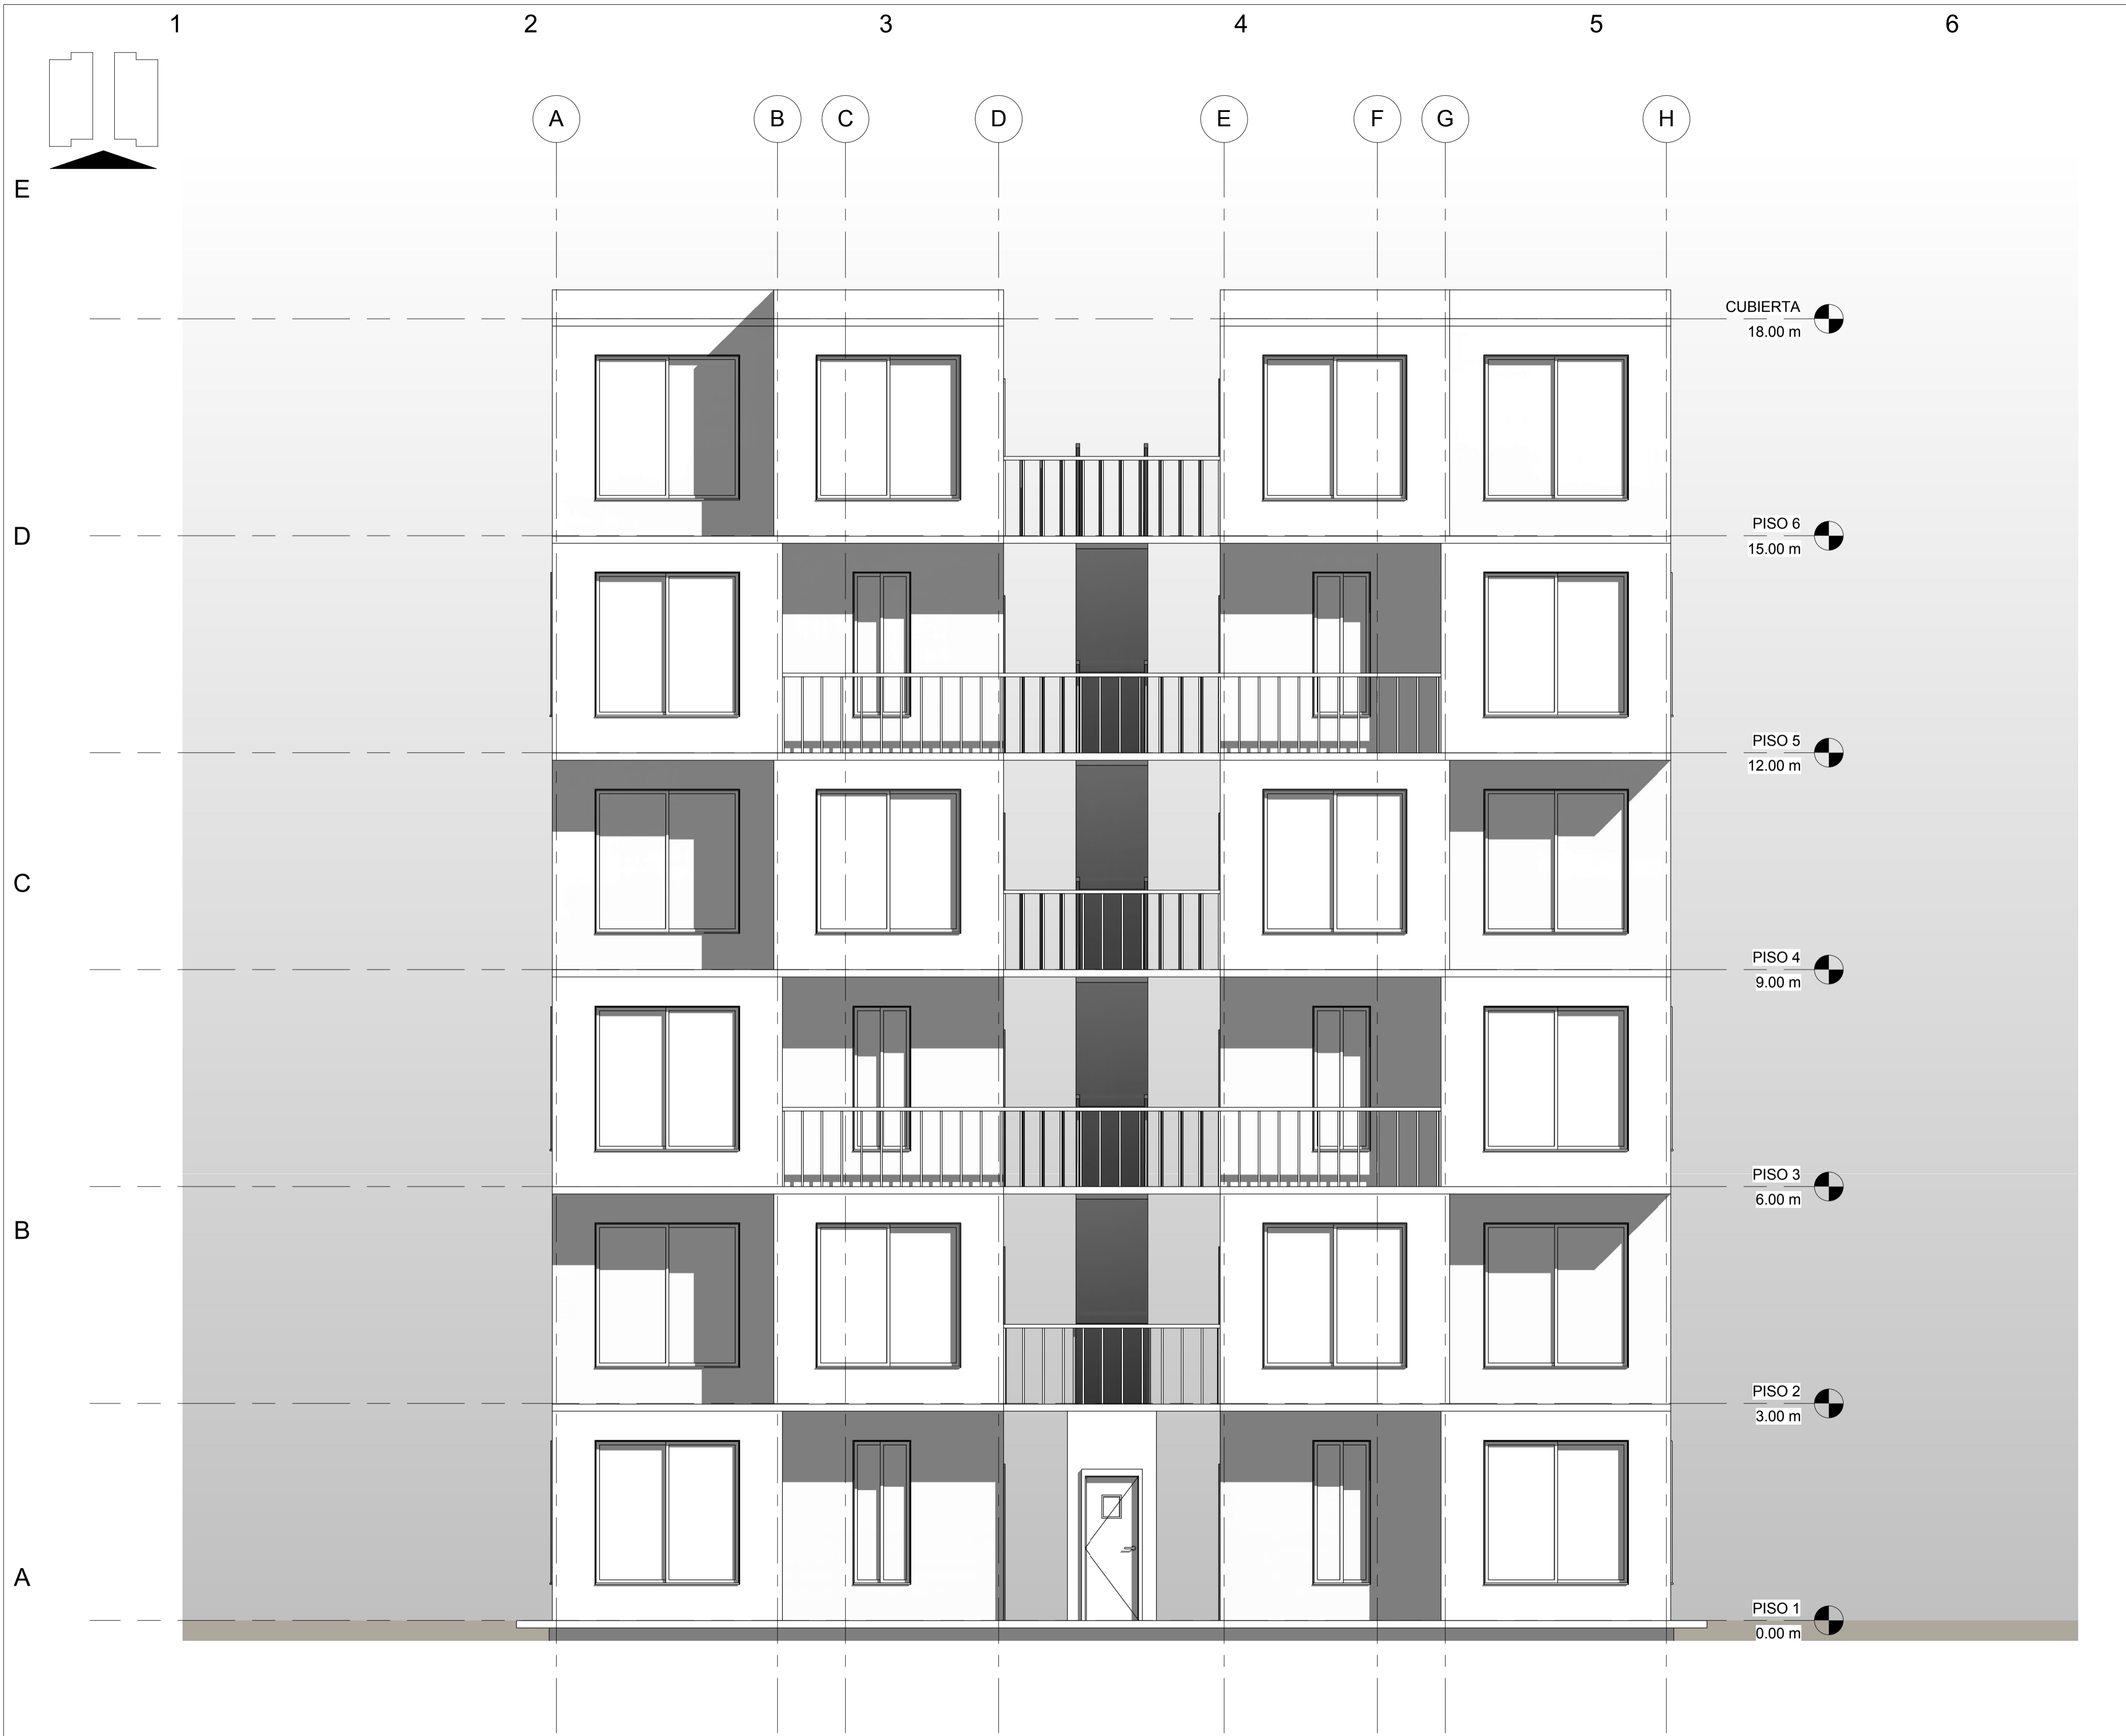 1 2 3 4 5 6
A B C D E F G H
E
CUBIERTA
18.00 m
D
PISO 6
15.00 m
PISO 5
12.00 m
C
PISO 4
9.00 m
PISO 3
6.00 m
B
PISO 2
3.00 m
A
PISO 1
0.00 m